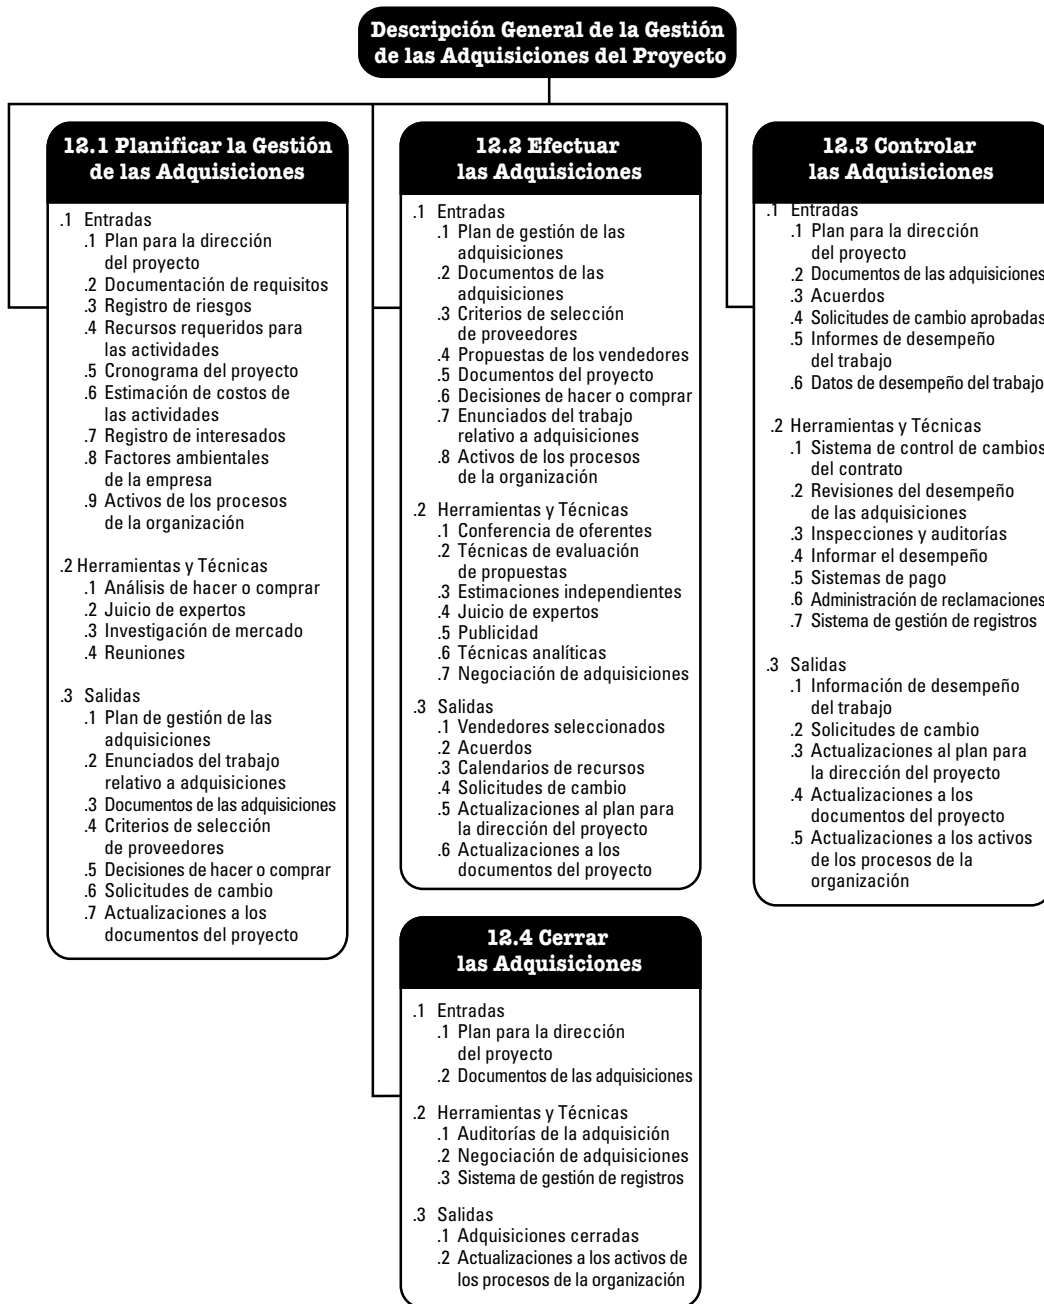 Descripción General de la Gestión
de las Adquisiciones del Proyecto
12.1 Planificar la Gestión
de las Adquisiciones
.1 Entradas
.1 Plan para la dirección
del proyecto
.2 Documentación de requisitos
.3 Registro de riesgos
.4 Recursos requeridos para
las actividades
.5 Cronograma del proyecto
.6 Estimación de costos de
las actividades
.7 Registro de interesados
.8 Factores ambientales
de la empresa
.9 Activos de los procesos
de la organización
.2 Herramientas y Técnicas
.1 Análisis de hacer o comprar
.2 Juicio de expertos
.3 Investigación de mercado
.4 Reuniones
.3 Salidas
.1 Plan de gestión de las
adquisiciones
.2 Enunciados del trabajo
relativo a adquisiciones
.3 Documentos de las adquisiciones
.4 Criterios de selección
de proveedores
.5 Decisiones de hacer o comprar
.6 Solicitudes de cambio
.7 Actualizaciones a los
documentos del proyecto
12.2 Efectuar
las Adquisiciones
.1 Entradas
.1 Plan de gestión de las
adquisiciones
.2 Documentos de las
adquisiciones
.3 Criterios de selección
de proveedores
.4 Propuestas de los vendedores
.5 Documentos del proyecto
.6 Decisiones de hacer o comprar
.7 Enunciados del trabajo
relativo a adquisiciones
.8 Activos de los procesos
de la organización
.2 Herramientas y Técnicas
.1 Conferencia de oferentes
.2 Técnicas de evaluación
de propuestas
.3 Estimaciones independientes
.4 Juicio de expertos
.5 Publicidad
.6 Técnicas analíticas
.7 Negociación de adquisiciones
.3 Salidas
.1 Vendedores seleccionados
.2 Acuerdos
.3 Calendarios de recursos
.4 Solicitudes de cambio
.5 Actualizaciones al plan para
la dirección del proyecto
.6 Actualizaciones a los
documentos del proyecto
12.3 Controlar
las Adquisiciones
.1 Entradas
.1 Plan para la dirección
del proyecto
.2 Documentos de las adquisiciones
.3 Acuerdos
.4 Solicitudes de cambio aprobadas
.5 Informes de desempeño
del trabajo
.6 Datos de desempeño del trabajo
.2 Herramientas y Técnicas
.1 Sistema de control de cambios
del contrato
.2 Revisiones del desempeño
de las adquisiciones
.3 Inspecciones y auditorías
.4 Informar el desempeño
.5 Sistemas de pago
.6 Administración de reclamaciones
.7 Sistema de gestión de registros
.3 Salidas
.1 Información de desempeño
del trabajo
.2 Solicitudes de cambio
.3 Actualizaciones al plan para
la dirección del proyecto
.4 Actualizaciones a los
documentos del proyecto
.5 Actualizaciones a los activos
de los procesos de la
organización
12.4 Cerrar
las Adquisiciones
.1 Entradas
.1 Plan para la dirección
del proyecto
.2 Documentos de las adquisiciones
.2 Herramientas y Técnicas
.1 Auditorías de la adquisición
.2 Negociación de adquisiciones
.3 Sistema de gestión de registros
.3 Salidas
.1 Adquisiciones cerradas
.2 Actualizaciones a los activos de
los procesos de la organización